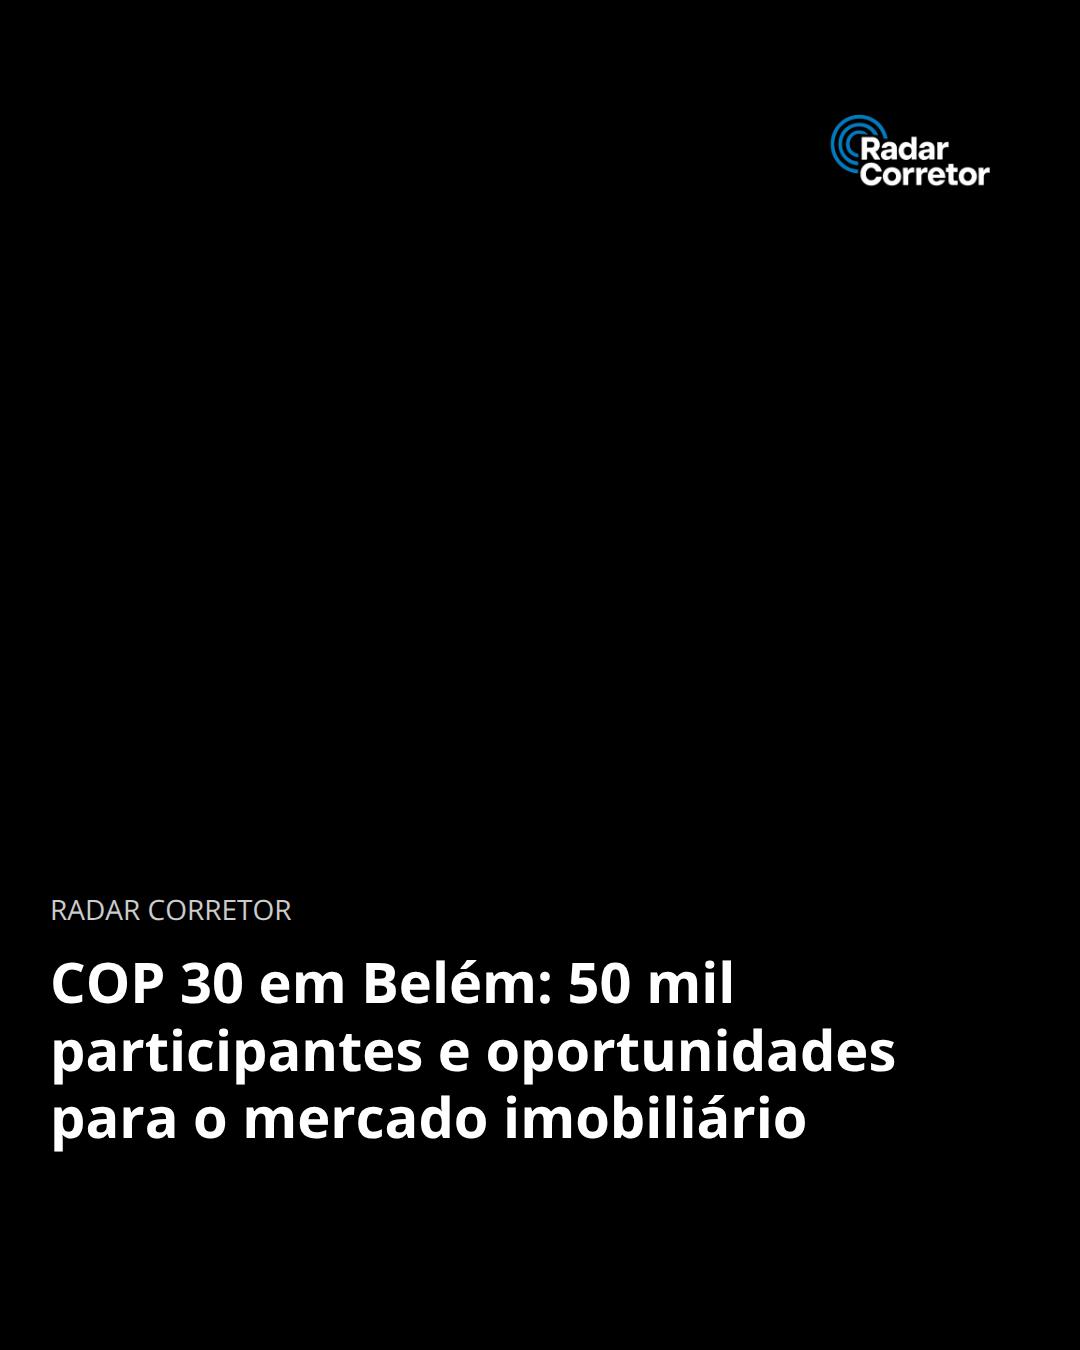 Radar
Corretor
RADAR CORRETOR
COP 30 em Belém: 50 mil
participantes e oportunidades
para o mercado imobiliário